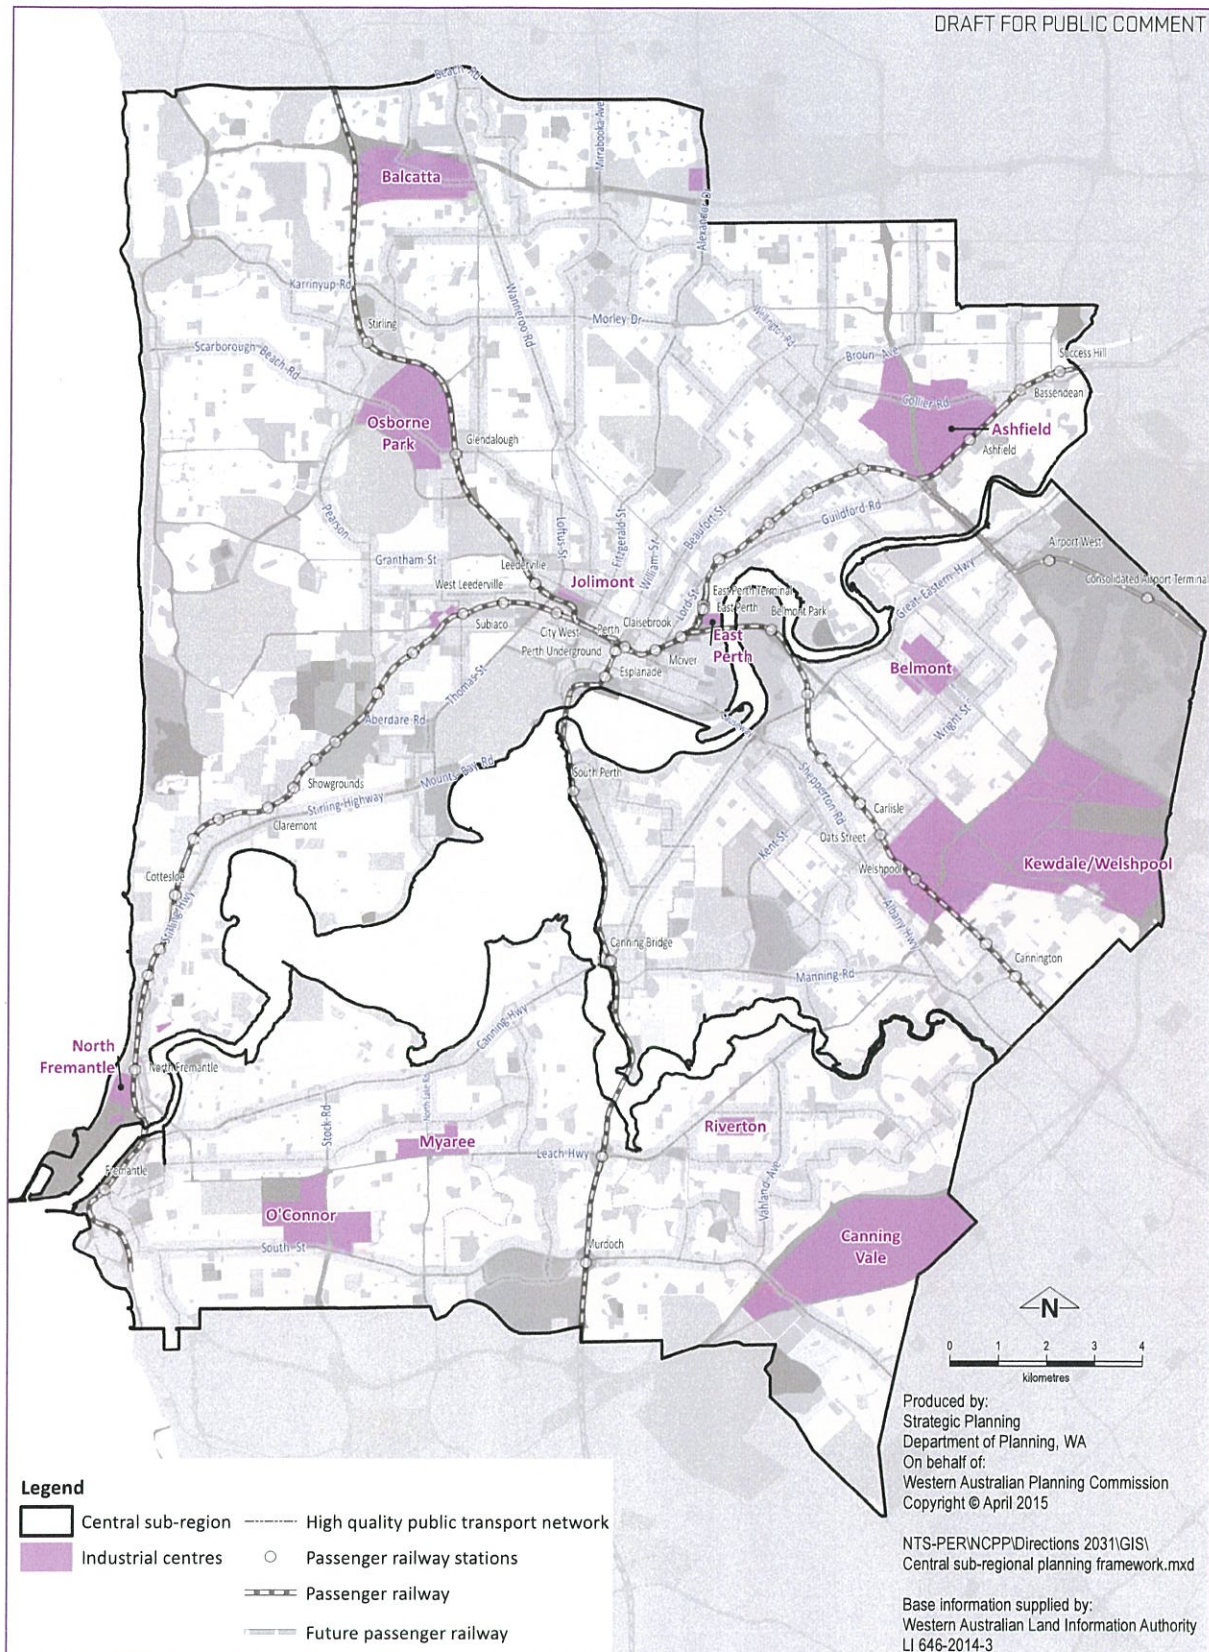 DRAFT FOR PUBLIC COMMENT
Beach Rd
Mirrabooka Ave
Balcatta
Alexander Dr
Karrinyup Rd
Wanneroo Rd
Morley Dr
Wellington Rd
Stirling
Scarborough Beach Rd
Broun Ave
Success Hill
Bassendean
Collier Rd
Osborne
Park
Glendalough
Ashfield
Ashfield
Pearson
Loftus St
Fitzgerald St
William St
Beaufort St
Guildford Rd
Grantham St
Leederville
West Leederville
Jolimont
Airport West
Great Eastern Hwy
Consolidated Airport Terminal
Lord St
East Perth Terminal
East Perth
Belmont Park
Subiaco
City West
Perth
Claisebrook
Perth Underground
McIver
East
Perth
Esplanade
Belmont
Thomas St
Wright St
Aberdare Rd
Showgrounds
Mounts Bay Rd
Stirling Highway
South Perth
Shepperton Rd
Claremont
Carlisle
Kent St
Oats Street
Welshpool
Kewdale/Welshpool
Cottesloe
Stirling Hwy
Albany Hwy
Canning Bridge
Cannington
Manning Rd
Canning Hwy
North
Fremantle
North Fremantle
North Lake Rd
Stock Rd
Riverton
Myaree
Leach Hwy
Fremantle
Vahland Ave
O'Connor
South St
Murdoch
Canning
Vale
N
0 1 2 3 4
kilometres
Produced by:
Strategic Planning
Department of Planning, WA
On behalf of:
Western Australian Planning Commission
Copyright © April 2015
NTS-PER\NCPP\Directions 2031\GIS\
Central sub-regional planning framework.mxd
Base information supplied by:
Western Australian Land Information Authority
LI 646-2014-3
Legend
Central sub-region
Industrial centres
High quality public transport network
Passenger railway stations
Passenger railway
Future passenger railway